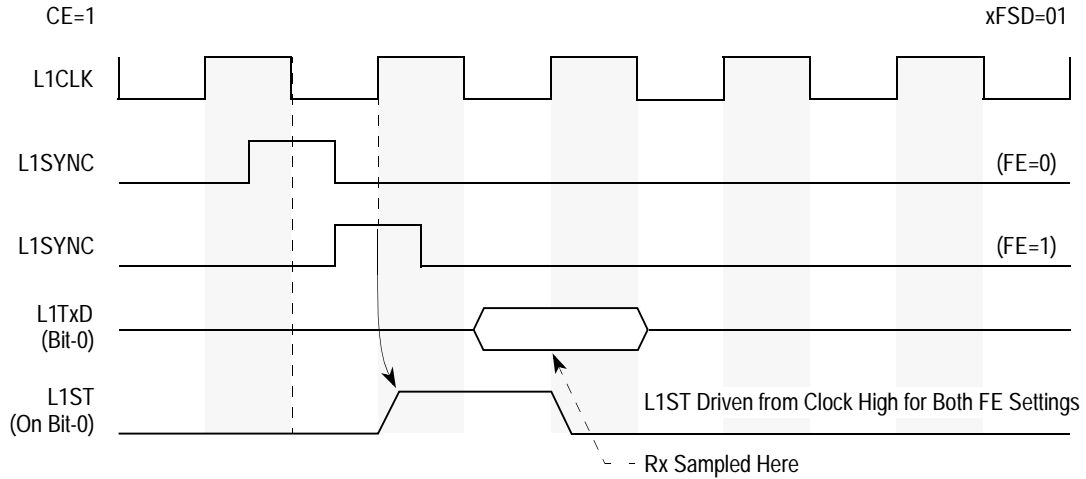 CE=1
xFSD=01
L1CLK
L1SYNC
(FE=0)
L1SYNC
(FE=1)
L1TxD
(Bit-0)
L1ST
(On Bit-0)
L1ST Driven from Clock High for Both FE Settings
Rx Sampled Here